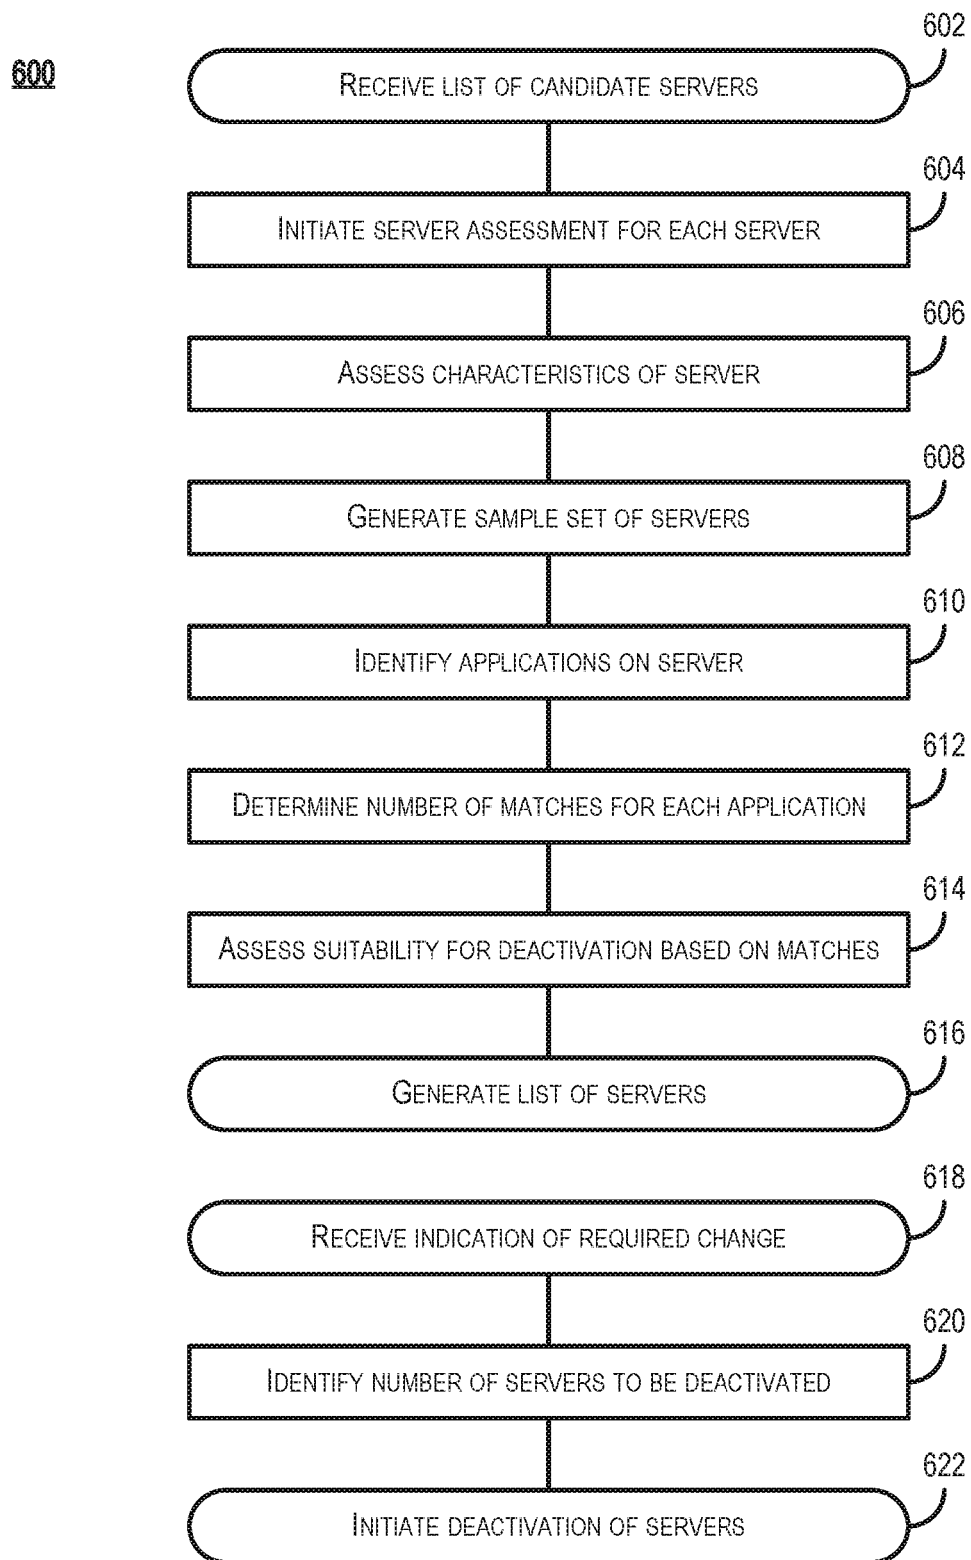 602
600
RECEIVE LIST OF CANDIDATE SERVERS
604
INITIATE SERVER ASSESSMENT FOR EACH SERVER
606
ASSESS CHARACTERISTICS OF SERVER
608
GENERATE SAMPLE SET OF SERVERS
610
IDENTIFY APPLICATIONS ON SERVER
612
DETERMINE NUMBER OF MATCHES FOR EACH APPLICATION
614
ASSESS SUITABILITY FOR DEACTIVATION BASED ON MATCHES
616
GENERATE LIST OF SERVERS
618
RECEIVE INDICATION OF REQUIRED CHANGE
620
IDENTIFY NUMBER OF SERVERS TO BE DEACTIVATED
622
INITIATE DEACTIVATION OF SERVERS